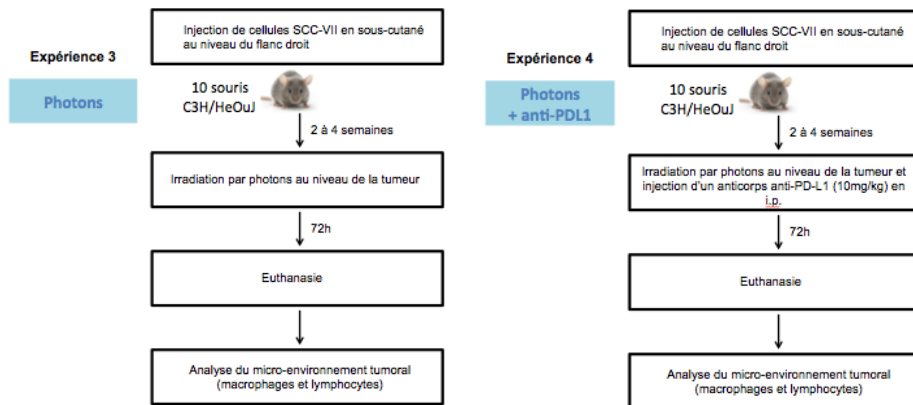 Expérience 3
Photons
Injection de cellules SCC-VII en sous-cutané
au niveau du flanc droit
10 souris
C3H/HeOuJ
2 à 4 semaines
Irradiation par photons au niveau de la tumeur
72h
Euthanasie
Analyse du micro-environnement tumoral
(macrophages et lymphocytes)
Expérience 4
Photons
+ anti-PDL1
Injection de cellules SCC-VII en sous-cutané
au niveau du flanc droit
10 souris
C3H/HeOuJ
2 à 4 semaines
Irradiation par photons au niveau de la tumeur et
injection d'un anticorps anti-PD-L1 (10mg/kg) en
i.p.
72h
Euthanasie
Analyse du micro-environnement tumoral
(macrophages et lymphocytes)